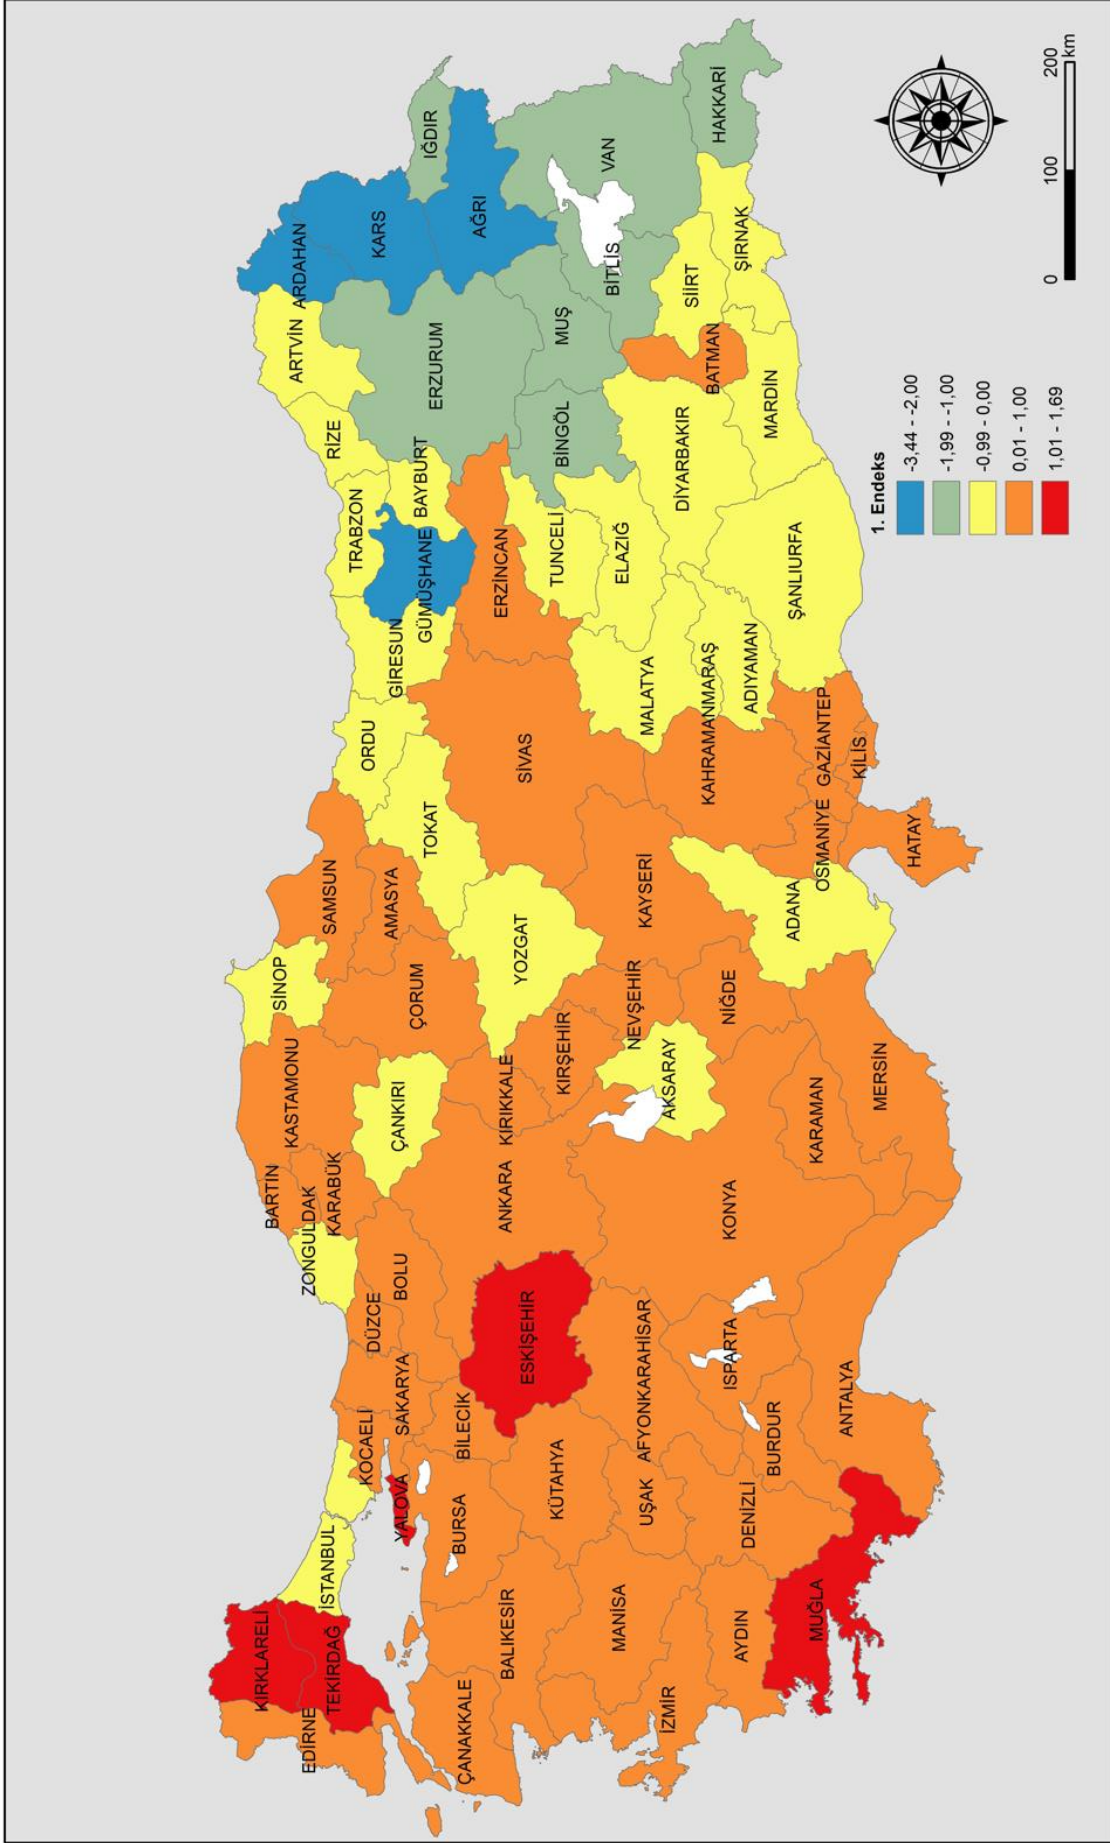 KIRKLARELİ
EDİRNE
TEKİRDAĞ
İSTANBUL
KOCAELİ
YALOVA
SAKARYA
DÜZCE
BOLU
ZONGULDAK
BARTIN
KARABÜK
KASTAMONU
SİNOP
ÇANKIRI
SAMSUN
AMASYA
ÇORUM
ORDU
TOKAT
GİRESUN
GÜMÜŞHANE
TRABZON
BAYBURT
RİZE
ARTVİN
ARDAHAN
KARS
IĞDIR
AĞRI
ERZURUM
ERZİNCAN
SİVAS
YOZGAT
KIRIKKALE
KIRŞEHİR
ANKARA
ESKİŞEHİR
BİLECİK
BURSA
ÇANAKKALE
BALIKESİR
KÜTAHYA
MANİSA
UŞAK
AFYONKARAHİSAR
İZMİR
AYDIN
DENİZLİ
MUĞLA
BURDUR
ISPARTA
ANTALYA
KONYA
AKSARAY
NEVŞEHİR
NİĞDE
KAYSERİ
KARAMAN
MERSİN
ADANA
OSMANİYE
HATAY
KAHRAMANMARAŞ
GAZİANTEP
KİLİS
MALATYA
ADIYAMAN
ŞANLIURFA
ELAZIĞ
TUNCELİ
BİNGÖL
MUŞ
BİTLİS
VAN
DİYARBAKIR
BATMAN
SİİRT
MARDİN
ŞIRNAK
HAKKARİ
1. Endeks
-3,44 - -2,00
-1,99 - -1,00
-0,99 - 0,00
0,01 - 1,00
1,01 - 1,69
0 100 200
km